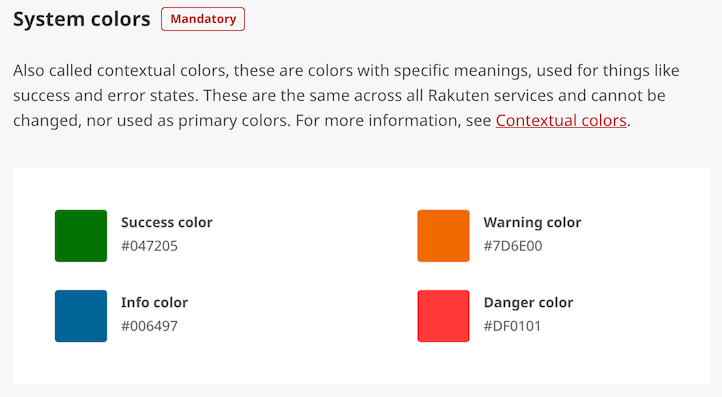 System colors Mandatory
Also called contextual colors, these are colors with specific meanings, used for things like
success and error states. These are the same across all Rakuten services and cannot be
changed, nor used as primary colors. For more information, see Contextual colors.
Success color
#047205
Warning color
#7D6E00
Info color
#006497
Danger color
#DF0101